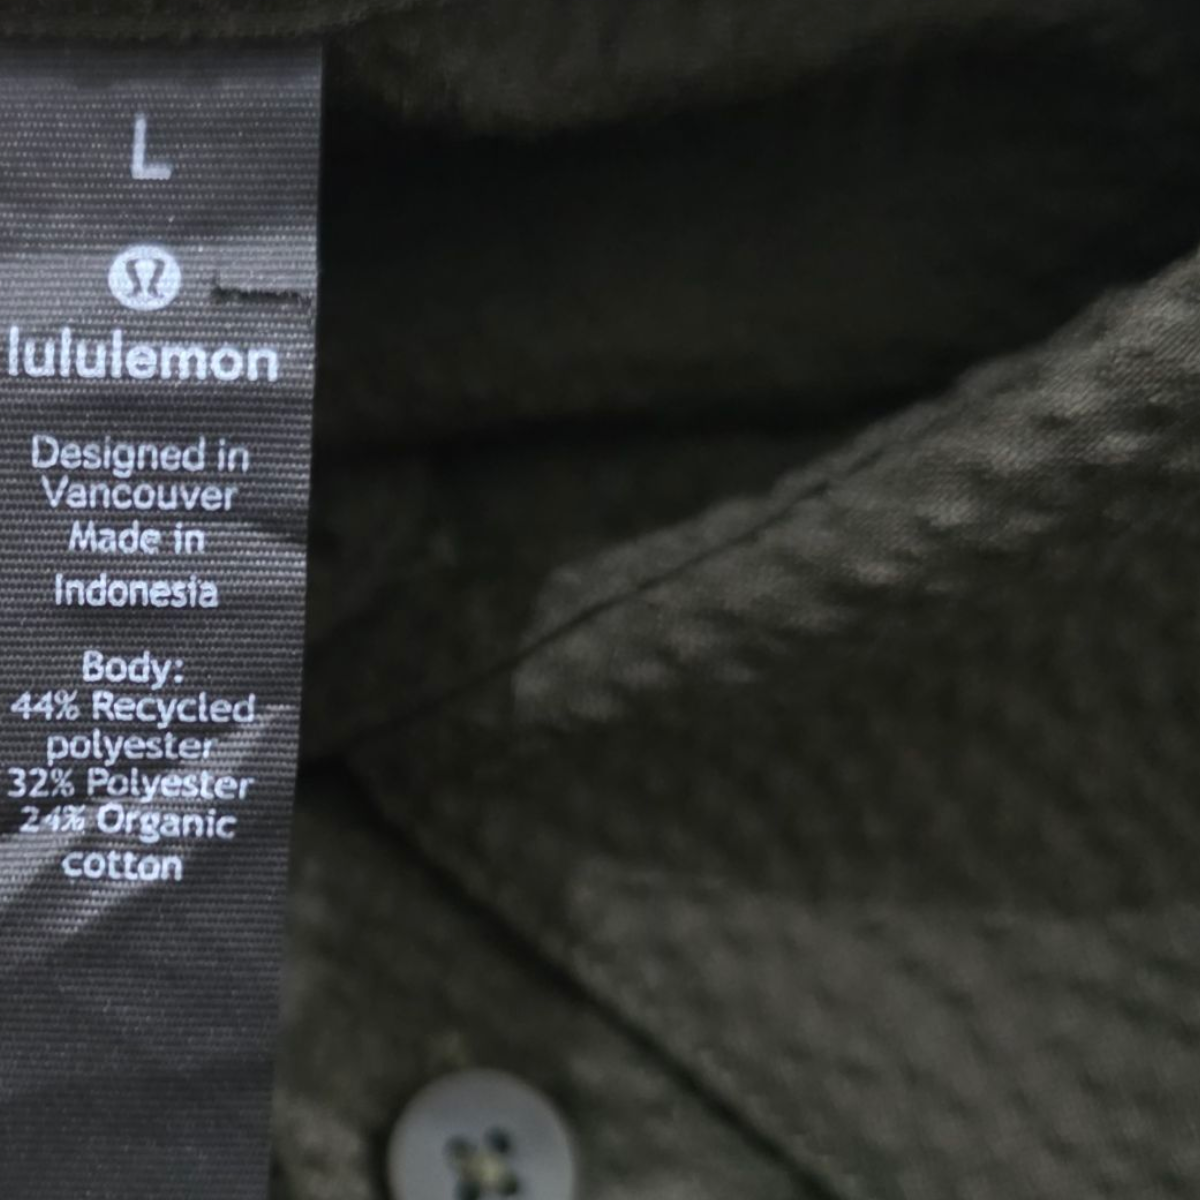 L
lululemon
Designed in
Vancouver
Made in
Indonesia
Body:
44% Recycled
polyester
32% Polyester
24% Organic
cotton